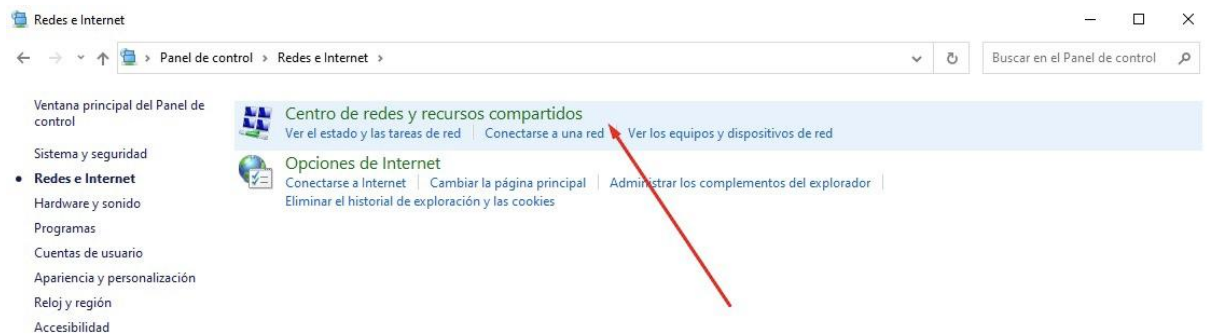 Redes e Internet
Panel de control > Redes e Internet >
Buscar en el Panel de control
Ventana principal del Panel de
control
Sistema y seguridad
Redes e Internet
Hardware y sonido
Programas
Cuentas de usuario
Apariencia y personalización
Reloj y región
Accesibilidad
Centro de redes y recursos compartidos
Ver el estado y las tareas de red | Conectarse a una red | Ver los equipos y dispositivos de red
Opciones de Internet
Conectarse a Internet | Cambiar la página principal | Administrar los complementos del explorador |
Eliminar el historial de exploración y las cookies